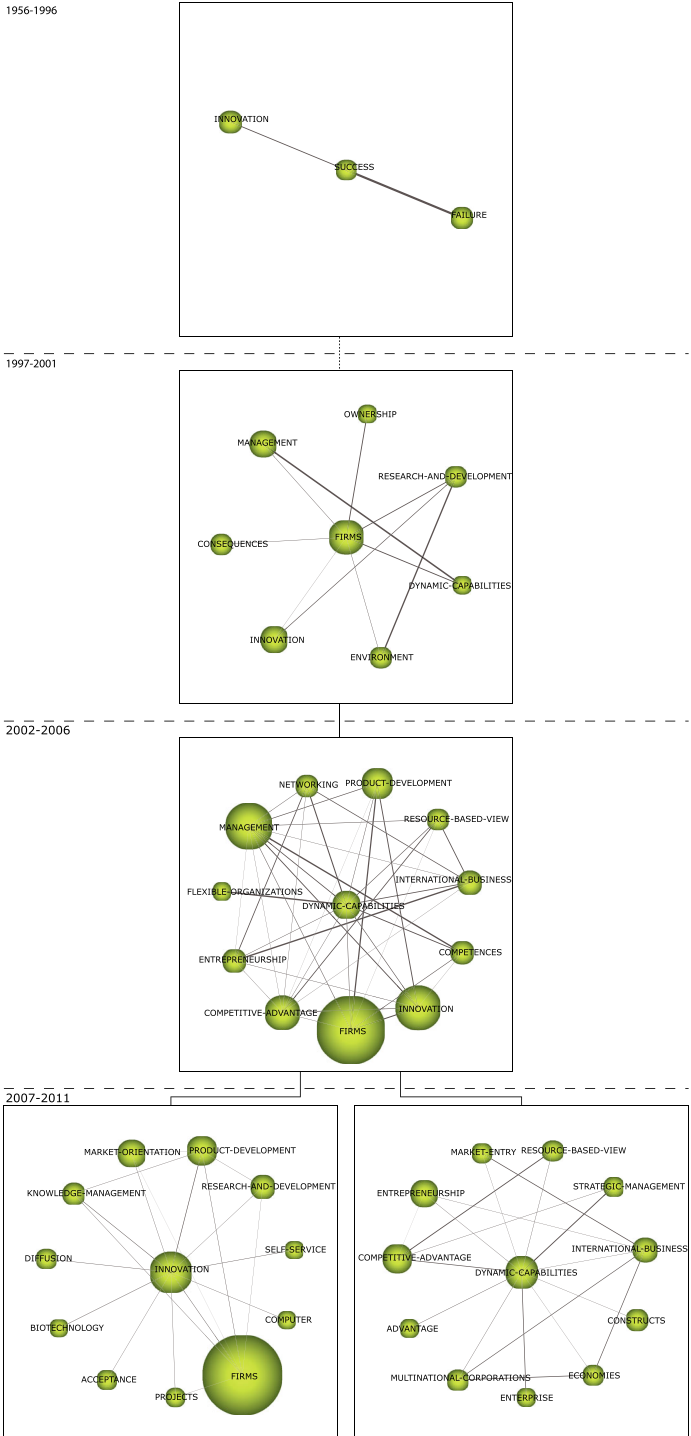 1956-1996
INNOVATION
SUCCESS
FAILURE
1997-2001
OWNERSHIP
MANAGEMENT
RESEARCH-AND-DEVELOPMENT
FIRMS
CONSEQUENCES
DYNAMIC-CAPABILITIES
INNOVATION
ENVIRONMENT
2002-2006
NETWORKING
PRODUCT-DEVELOPMENT
RESOURCE-BASED-VIEW
MANAGEMENT
INTERNATIONAL-BUSINESS
FLEXIBLE-ORGANIZATIONS
DYNAMIC-CAPABILITIES
COMPETENCES
ENTREPRENEURSHIP
COMPETITIVE-ADVANTAGE
INNOVATION
FIRMS
2007-2011
MARKET-ORIENTATION
PRODUCT-DEVELOPMENT
RESEARCH-AND-DEVELOPMENT
KNOWLEDGE-MANAGEMENT
SELF-SERVICE
DIFFUSION
INNOVATION
COMPUTER
BIOTECHNOLOGY
FIRMS
ACCEPTANCE
PROJECTS
MARKET-ENTRY
RESOURCE-BASED-VIEW
STRATEGIC-MANAGEMENT
ENTREPRENEURSHIP
INTERNATIONAL-BUSINESS
COMPETITIVE-ADVANTAGE
DYNAMIC-CAPABILITIES
CONSTRUCTS
ADVANTAGE
MULTINATIONAL-CORPORATIONS
ECONOMIES
ENTERPRISE